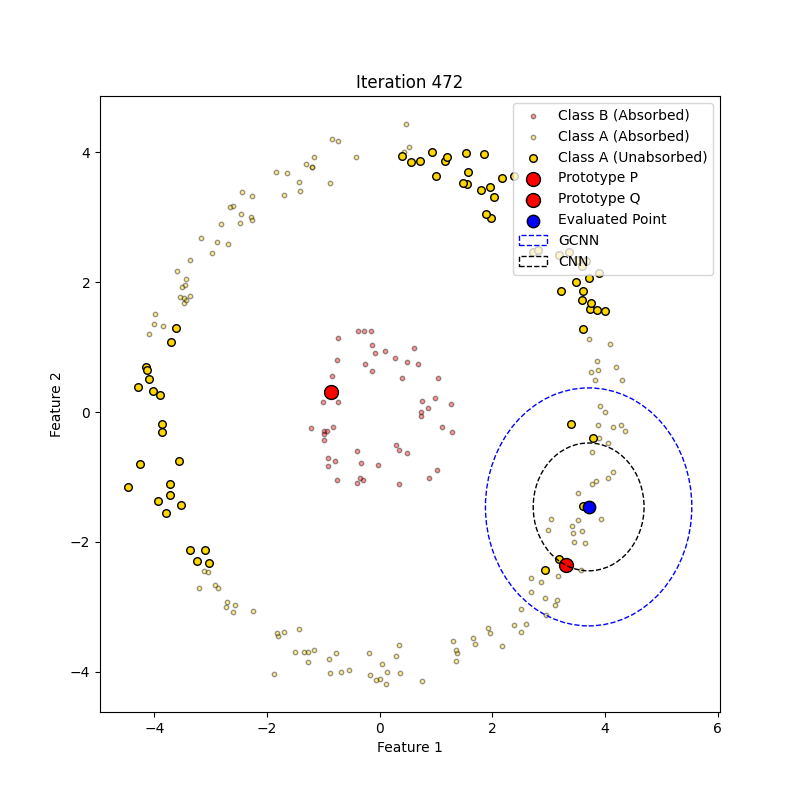 Iteration 472
Class B (Absorbed)
Class A (Absorbed)
Class A (Unabsorbed)
Prototype P
Prototype Q
Evaluated Point
GCNN
CNN
Feature 2
4
2
0
−2
−4
−4
−2
0
2
4
6
Feature 1